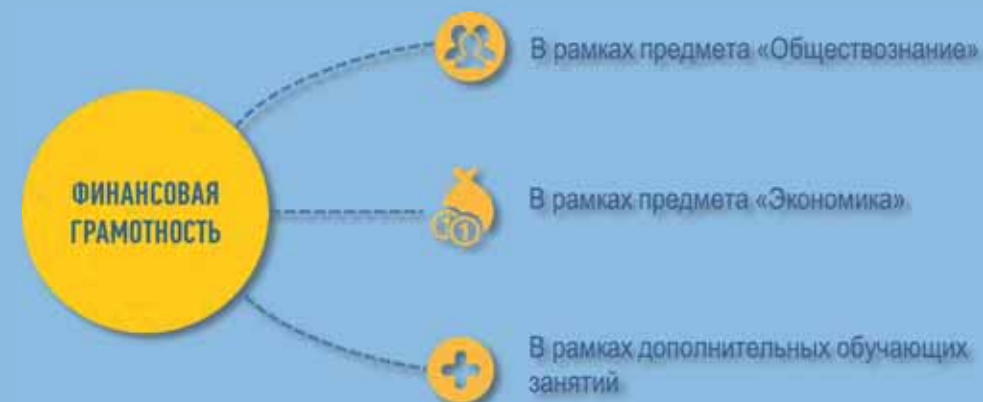 В рамках предмета «Обществознание»
ФИНАНСОВАЯ
ГРАМОТНОСТЬ
В рамках предмета «Экономика»
В рамках дополнительных обучающих
занятий